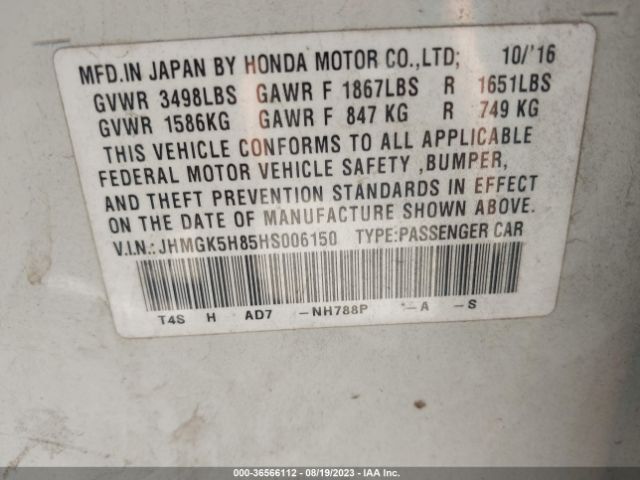 MFD.IN JAPAN BY HONDA MOTOR CO.,LTD; 10/'16
GVWR 3498LBS GAWR F 1867LBS R 1651LBS
GVWR 1586KG GAWR F 847 KG R 749 KG
THIS VEHICLE CONFORMS TO ALL APPLICABLE
FEDERAL MOTOR VEHICLE SAFETY ,BUMPER,
AND THEFT PREVENTION STANDARDS IN EFFECT
ON THE DATE OF MANUFACTURE SHOWN ABOVE.
V.I.N.:JHMGK5H85HS006150 TYPE:PASSENGER CAR
T4S H AD7 -NH788P -A -S
000-36566112 - 08/19/2023 - IAA Inc.